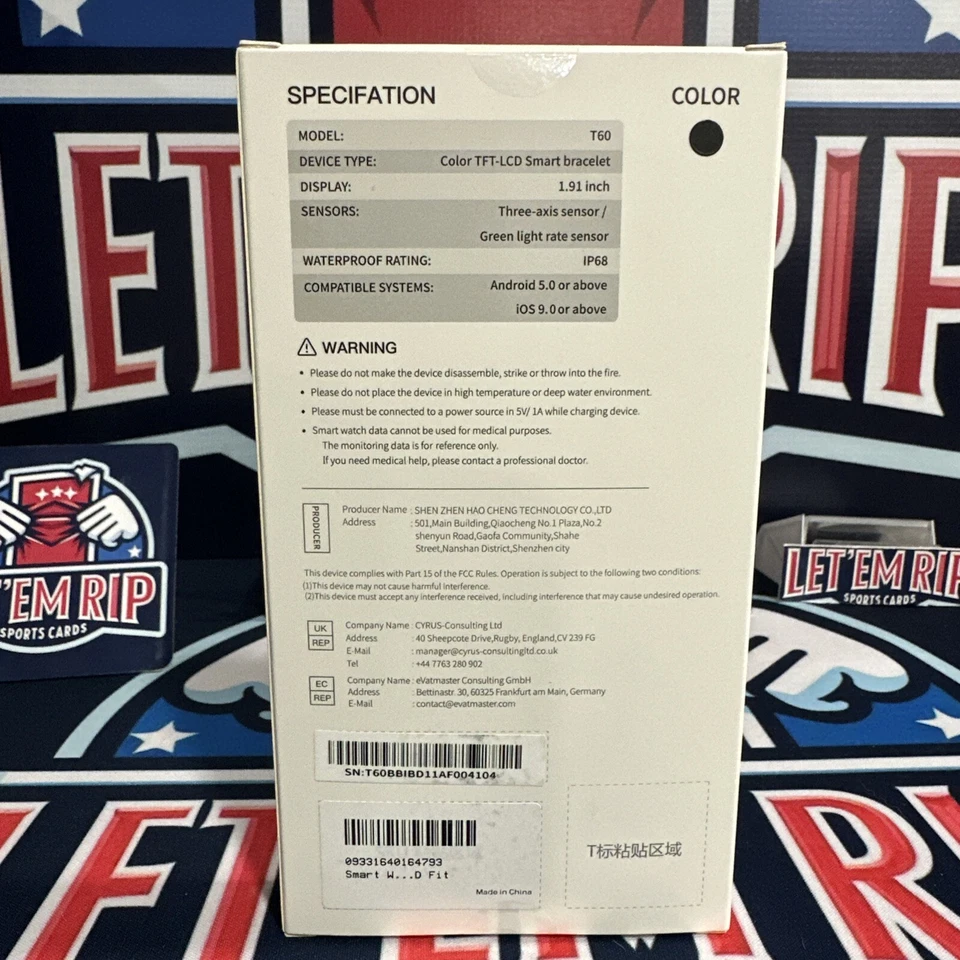 SPECIFATION
COLOR
MODEL: T60
DEVICE TYPE: Color TFT-LCD Smart bracelet
DISPLAY: 1.91 inch
SENSORS: Three-axis sensor /
Green light rate sensor
WATERPROOF RATING: IP68
COMPATIBLE SYSTEMS: Android 5.0 or above
iOS 9.0 or above
WARNING
• Please do not make the device disassemble, strike or throw into the fire.
• Please do not place the device in high temperature or deep water environment.
• Please must be connected to a power source in 5V/ 1A while charging device.
• Smart watch data cannot be used for medical purposes.
The monitoring data is for reference only.
If you need medical help, please contact a professional doctor.
PRODUCER
Producer Name : SHEN ZHEN HAO CHENG TECHNOLOGY CO.,LTD
Address : 501,Main Building,Qiaocheng No.1 Plaza,No.2
shenyun Road,Gaofa Community,Shahe
Street,Nanshan District,Shenzhen city
This device complies with Part 15 of the FCC Rules. Operation is subject to the following two conditions:
(1)This device may not cause harmful interference.
(2)This device must accept any interference received, including interference that may cause undesired operation.
UK REP
Company Name : CYRUS-Consulting Ltd
Address : 40 Sheepcote Drive,Rugby, England,CV 239 FG
E-Mail : manager@cyrus-consultingltd.co.uk
Tel : +44 7763 280 902
EC REP
Company Name : eVatmaster Consulting GmbH
Address : Bettinastr. 30, 60325 Frankfurt am Main, Germany
E-Mail : contact@evatmaster.com
SN:T60BBIBD11AF004104
09331640164793
Smart W...D Fit
Made in China
T标粘贴区域
LET
RIP
'EM RIP
SPORTS CARDS
LET'EM RIP
SPORTS CARDS
LET